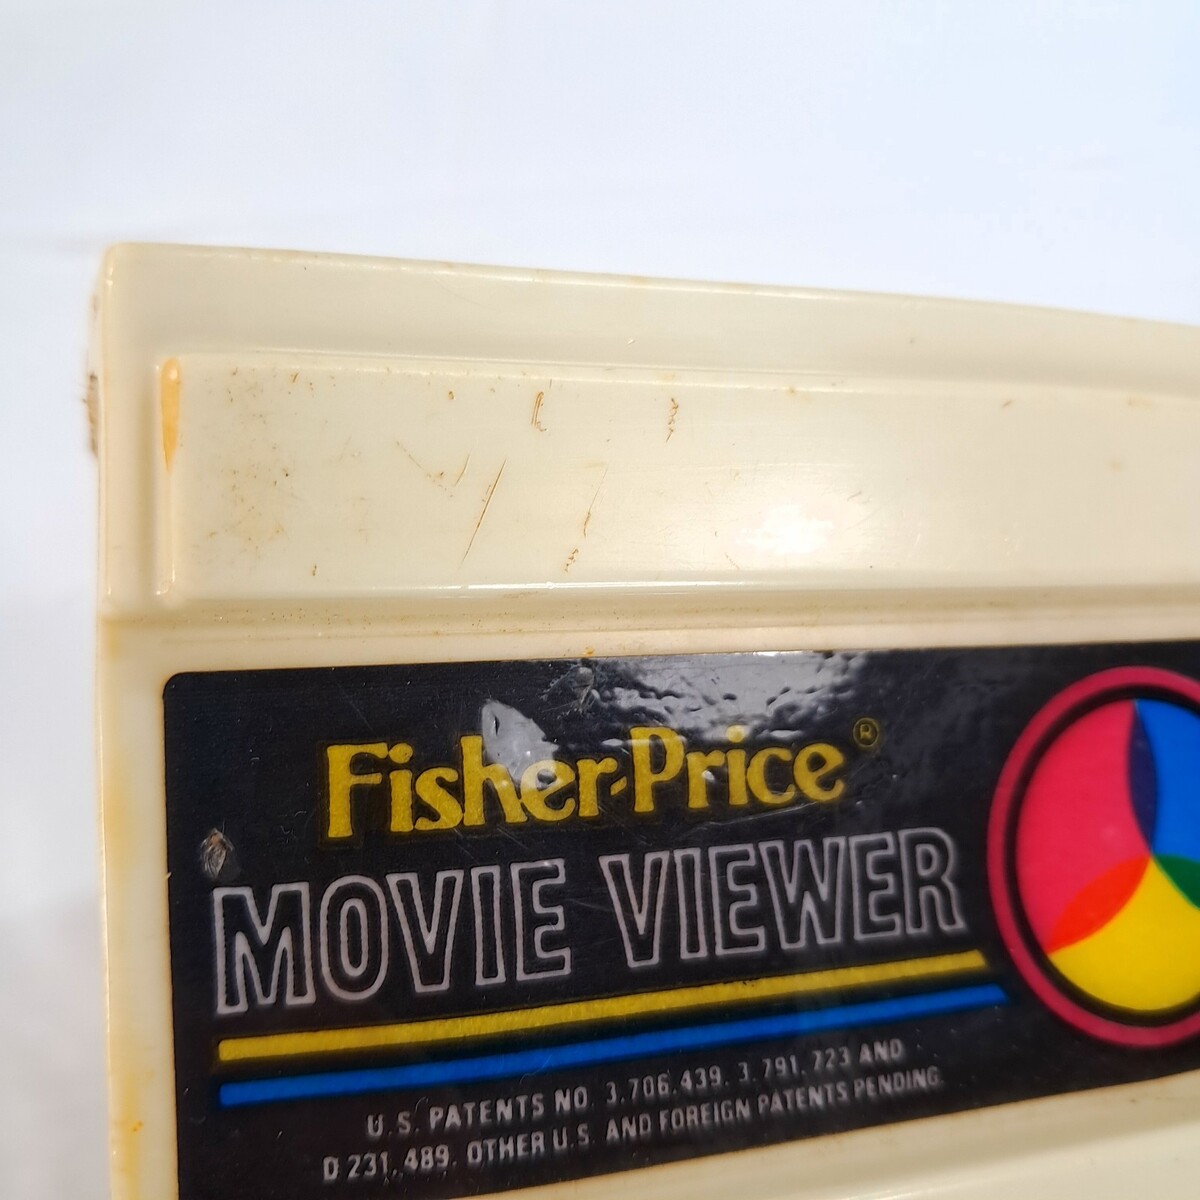 Fisher-Price®
MOVIE VIEWER
U.S. PATENTS NO. 3,706,439, 3,791,723 AND
D 231,489. OTHER U.S. AND FOREIGN PATENTS PENDING.